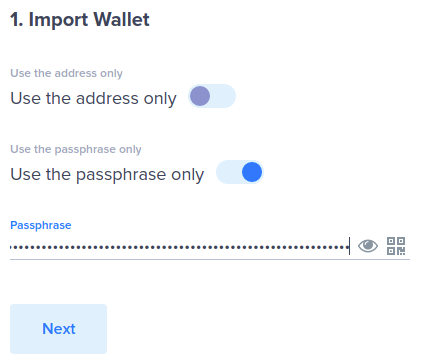 1. Import Wallet
Use the address only
Use the address only
Use the passphrase only
Use the passphrase only
Passphrase
Next